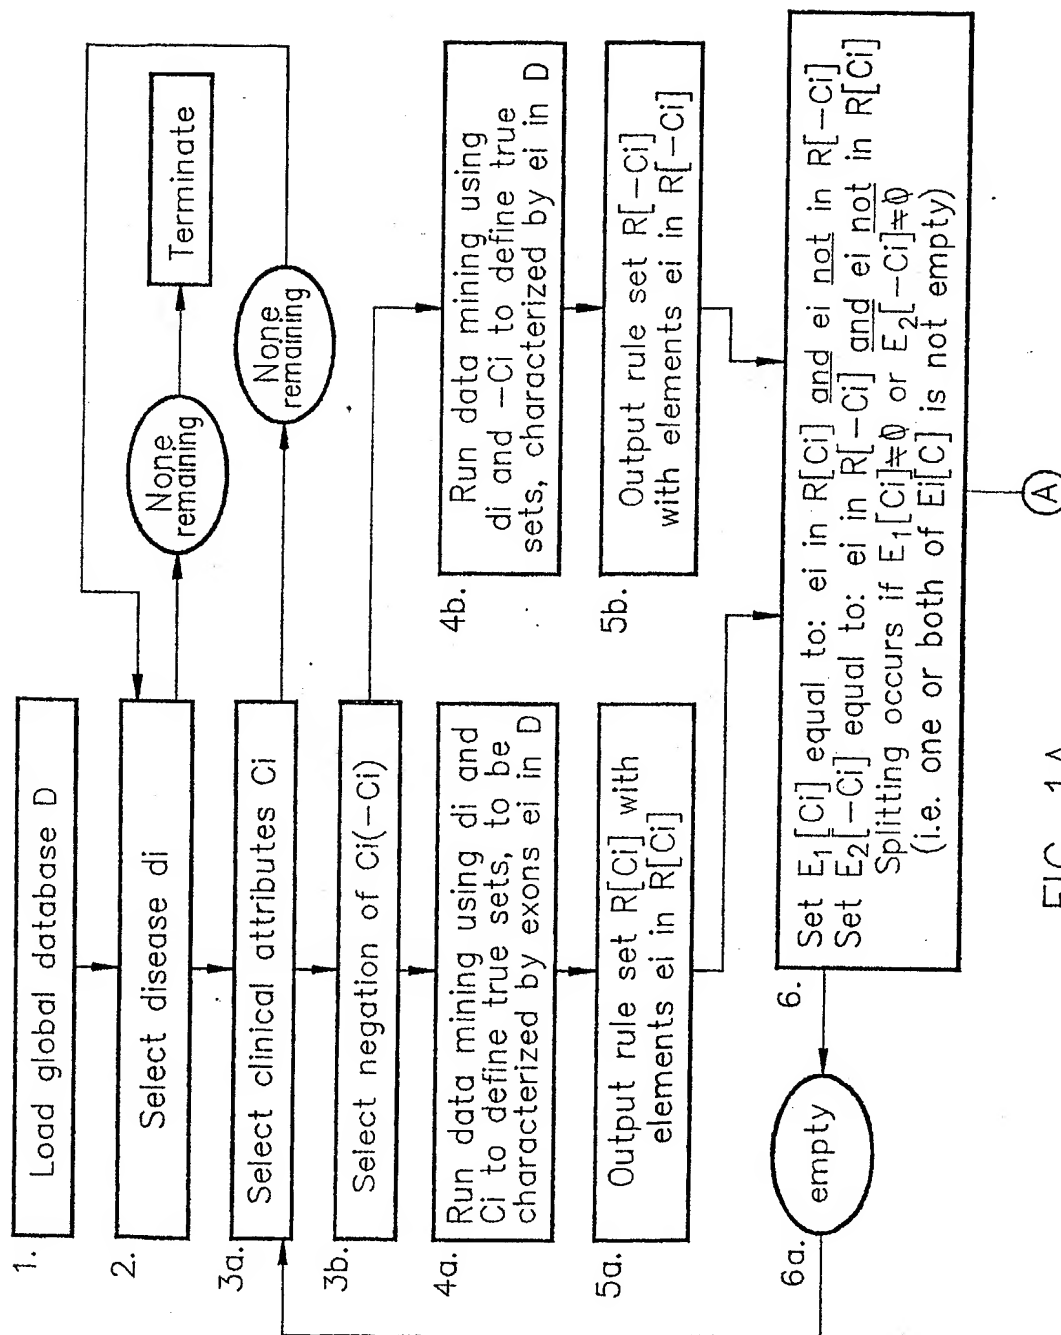 1.
Load global database D
2.
Select disease di
None
remaining
Terminate
3a.
Select clinical attributes Ci
None
remaining
3b.
Select negation of Ci(−Ci)
4a.
Run data mining using di and
Ci to define true sets, to be
characterized by exons ei in D
4b.
Run data mining using
di and −Ci to define true
sets, characterized by ei in D
5a.
Output rule set R[Ci] with
elements ei in R[Ci]
5b.
Output rule set R[−Ci]
with elements ei in R[−Ci]
6.
Set E₁[Ci] equal to: ei in R[Ci] and ei not in R[−Ci]
Set E₂[−Ci] equal to: ei in R[−Ci] and ei not in R[Ci]
Splitting occurs if E₁[Ci]≠∅ or E₂[−Ci]≠∅
(i.e. one or both of Ei[C] is not empty)
6a.
empty
A
FIG. 1A